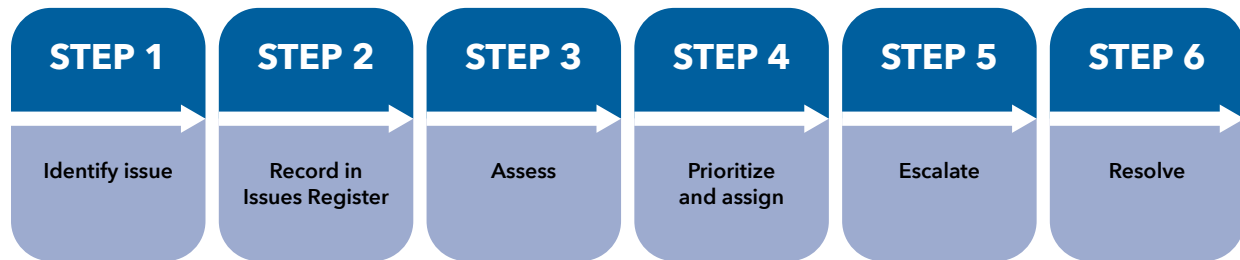 STEP 1
Identify issue
STEP 2
Record in
Issues Register
STEP 3
Assess
STEP 4
Prioritize
and assign
STEP 5
Escalate
STEP 6
Resolve